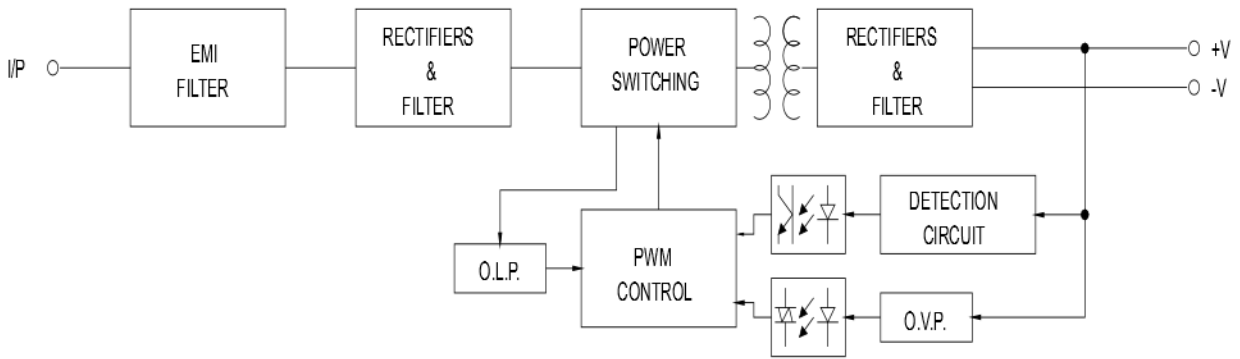 I/P
EMI
FILTER
RECTIFIERS
&
FILTER
POWER
SWITCHING
RECTIFIERS
&
FILTER
+V
-V
O.L.P.
PWM
CONTROL
DETECTION
CIRCUIT
O.V.P.